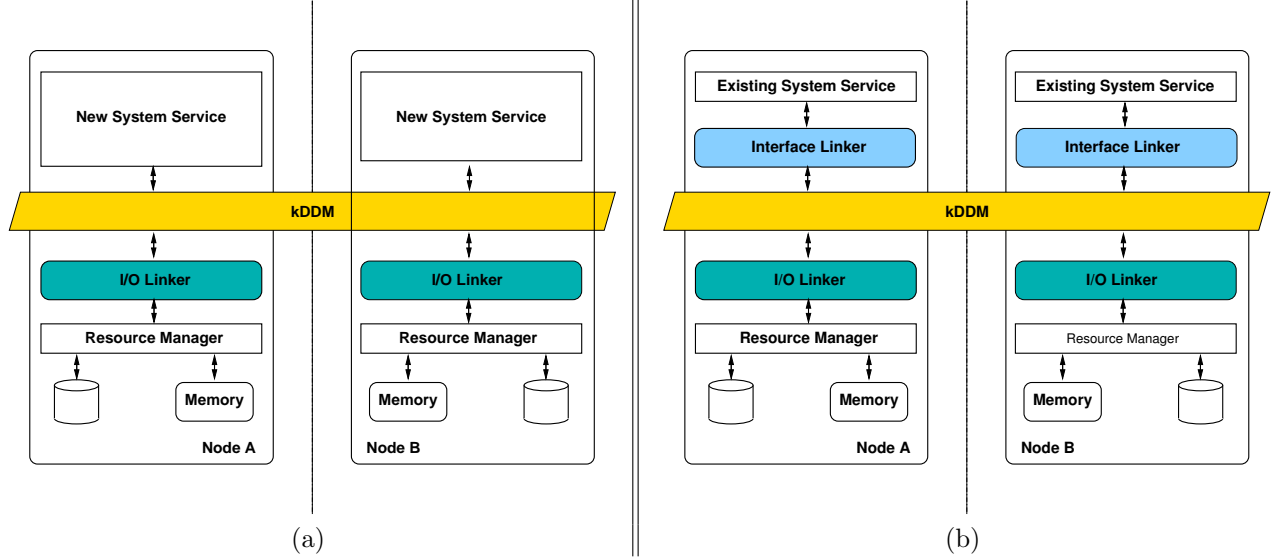 New System Service
New System Service
kDDM
I/O Linker
I/O Linker
Resource Manager
Resource Manager
Memory
Memory
Node A
Node B
(a)
Existing System Service
Existing System Service
Interface Linker
Interface Linker
kDDM
I/O Linker
I/O Linker
Resource Manager
Resource Manager
Memory
Memory
Node A
Node B
(b)